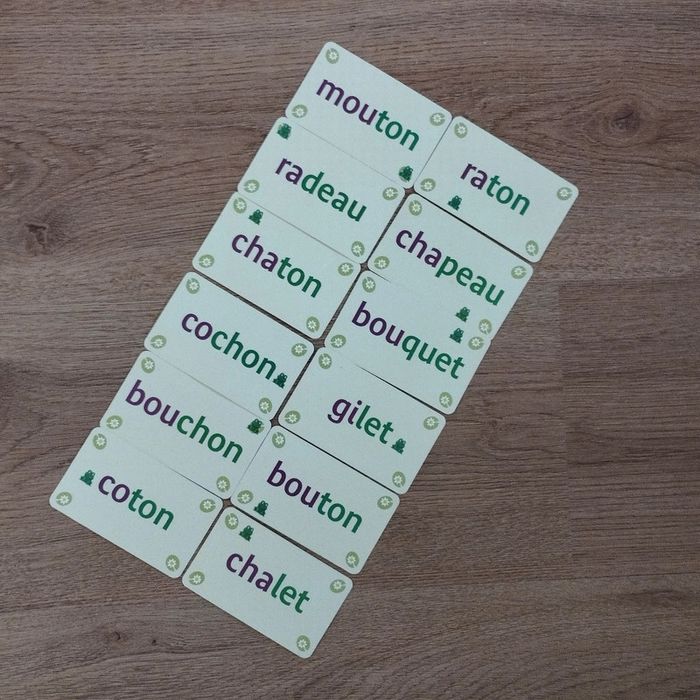 mouton
raton
radeau
chapeau
chaton
bouquet
cochon
gilet
bouchon
bouton
coton
chalet